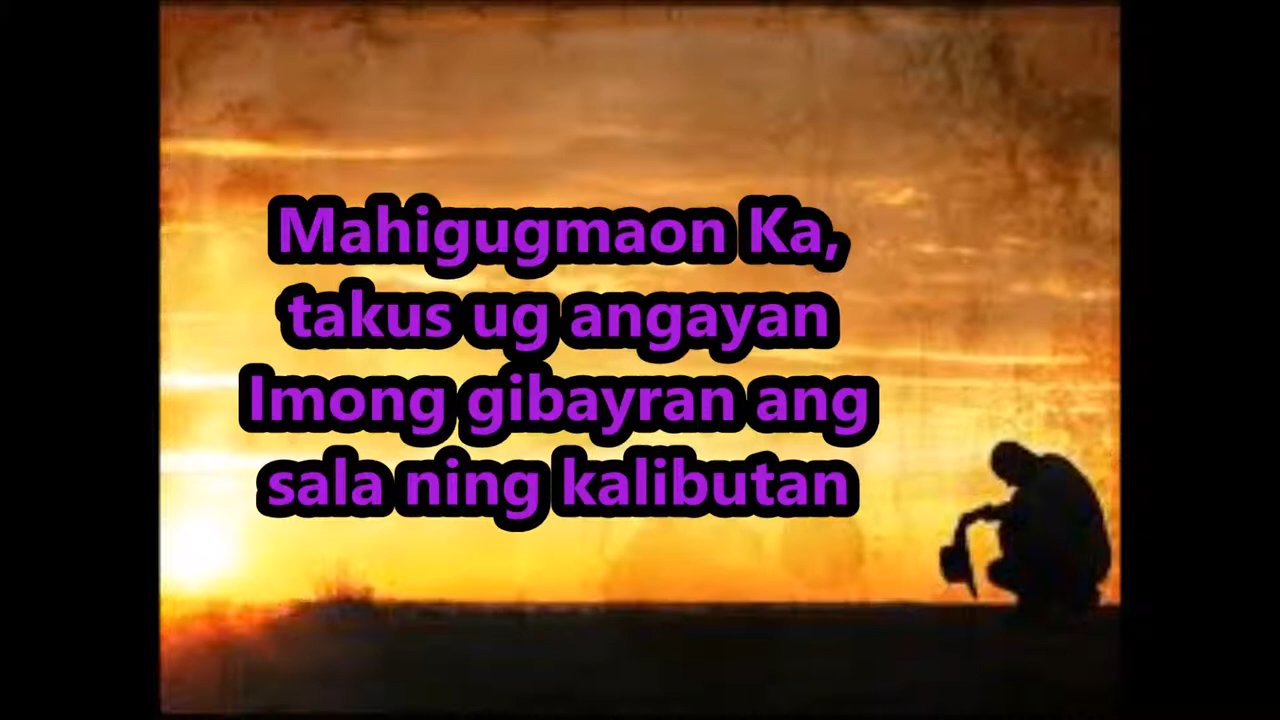 Mahigugmaon Ka,
takus ug angayan
Imong gibayran ang
sala ning kalibutan